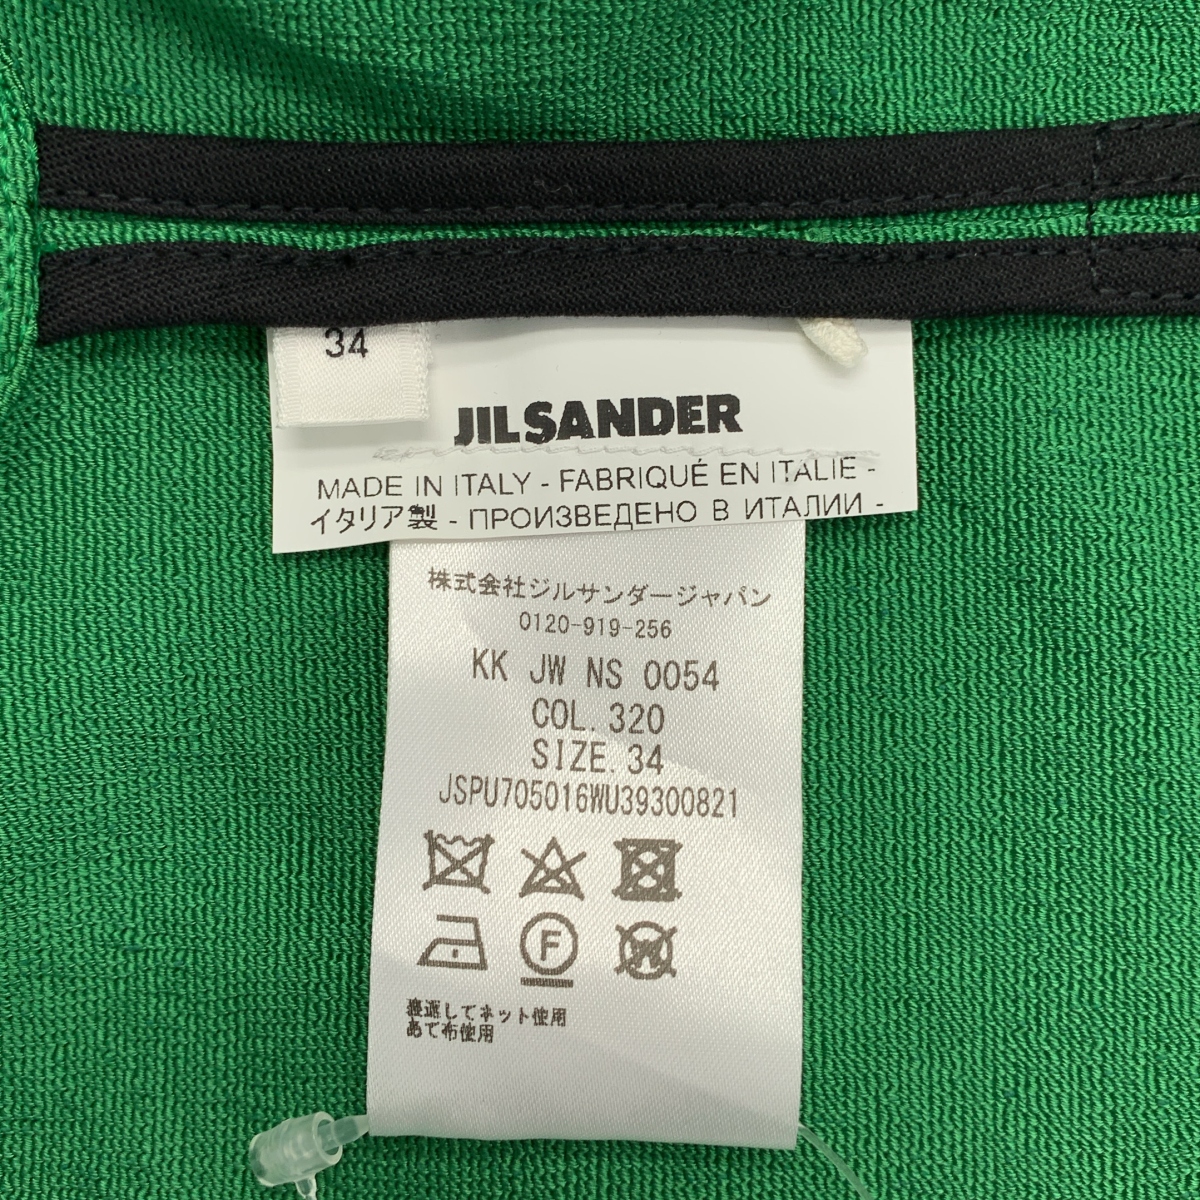 34
JIL SANDER
MADE IN ITALY - FABRIQUÉ EN ITALIE -
イタリア製 - ПРОИЗВЕДЕНО В ИТАЛИИ -
株式会社ジルサンダージャパン
0120-919-256
KK JW NS 0054
COL. 320
SIZE. 34
JSPU705016WU39300821
F
W
裏返してネット使用
あて布使用